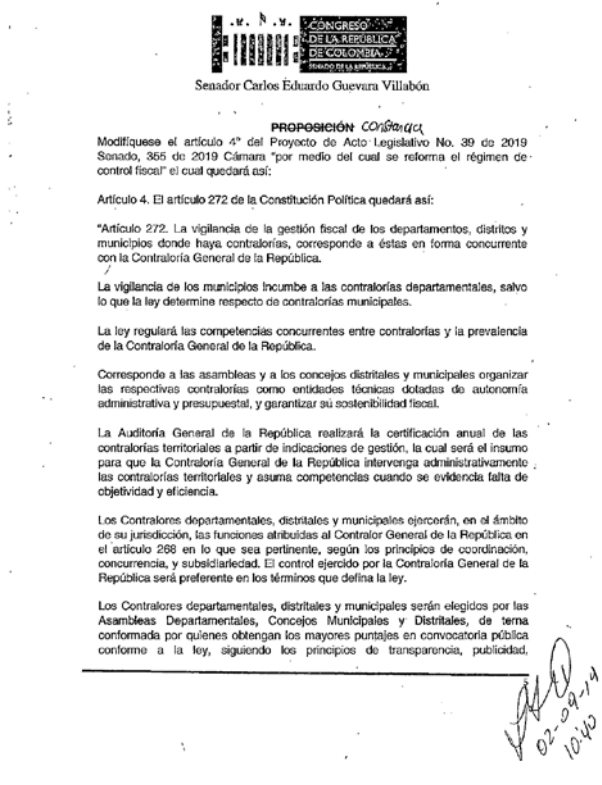 CONGRESO
DE LA REPÚBLICA
DE COLOMBIA
SENADO DE LA REPÚBLICA
Senador Carlos Eduardo Guevara Villabón
PROPOSICIÓN constancia
Modifíquese el artículo 4° del Proyecto de Acto Legislativo No. 39 de 2019
Senado, 355 de 2019 Cámara "por medio del cual se reforma el régimen de
control fiscal" el cual quedará así:
Artículo 4. El artículo 272 de la Constitución Política quedará así:
"Artículo 272. La vigilancia de la gestión fiscal de los departamentos, distritos y
municipios donde haya contralorías, corresponde a éstas en forma concurrente
con la Contraloría General de la República.
La vigilancia de los municipios incumbe a las contralorías departamentales, salvo
lo que la ley determine respecto de contralorías municipales.
La ley regulará las competencias concurrentes entre contralorías y la prevalencia
de la Contraloría General de la República.
Corresponde a las asambleas y a los concejos distritales y municipales organizar
las respectivas contralorías como entidades técnicas dotadas de autonomía
administrativa y presupuestal, y garantizar su sostenibilidad fiscal.
La Auditoría General de la República realizará la certificación anual de las
contralorías territoriales a partir de indicaciones de gestión, la cual será el insumo
para que la Contraloría General de la República intervenga administrativamente
las contralorías territoriales y asuma competencias cuando se evidencia falta de
objetividad y eficiencia.
Los Contralores departamentales, distritales y municipales ejercerán, en el ámbito
de su jurisdicción, las funciones atribuidas al Contralor General de la República en
el artículo 268 en lo que sea pertinente, según los principios de coordinación,
concurrencia, y subsidiariedad. El control ejercido por la Contraloría General de la
República será preferente en los términos que defina la ley.
Los Contralores departamentales, distritales y municipales serán elegidos por las
Asambleas Departamentales, Concejos Municipales y Distritales, de terna
conformada por quienes obtengan los mayores puntajes en convocatoria pública
conforme a la ley, siguiendo los principios de transparencia, publicidad,
02-09-19
10:40